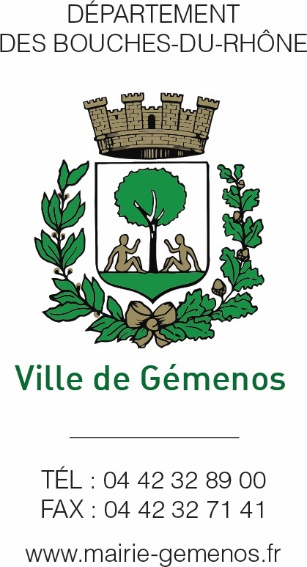 DÉPARTEMENT
DES BOUCHES-DU-RHÔNE
Ville de Gémenos
TÉL : 04 42 32 89 00
FAX : 04 42 32 71 41
www.mairie-gemenos.fr